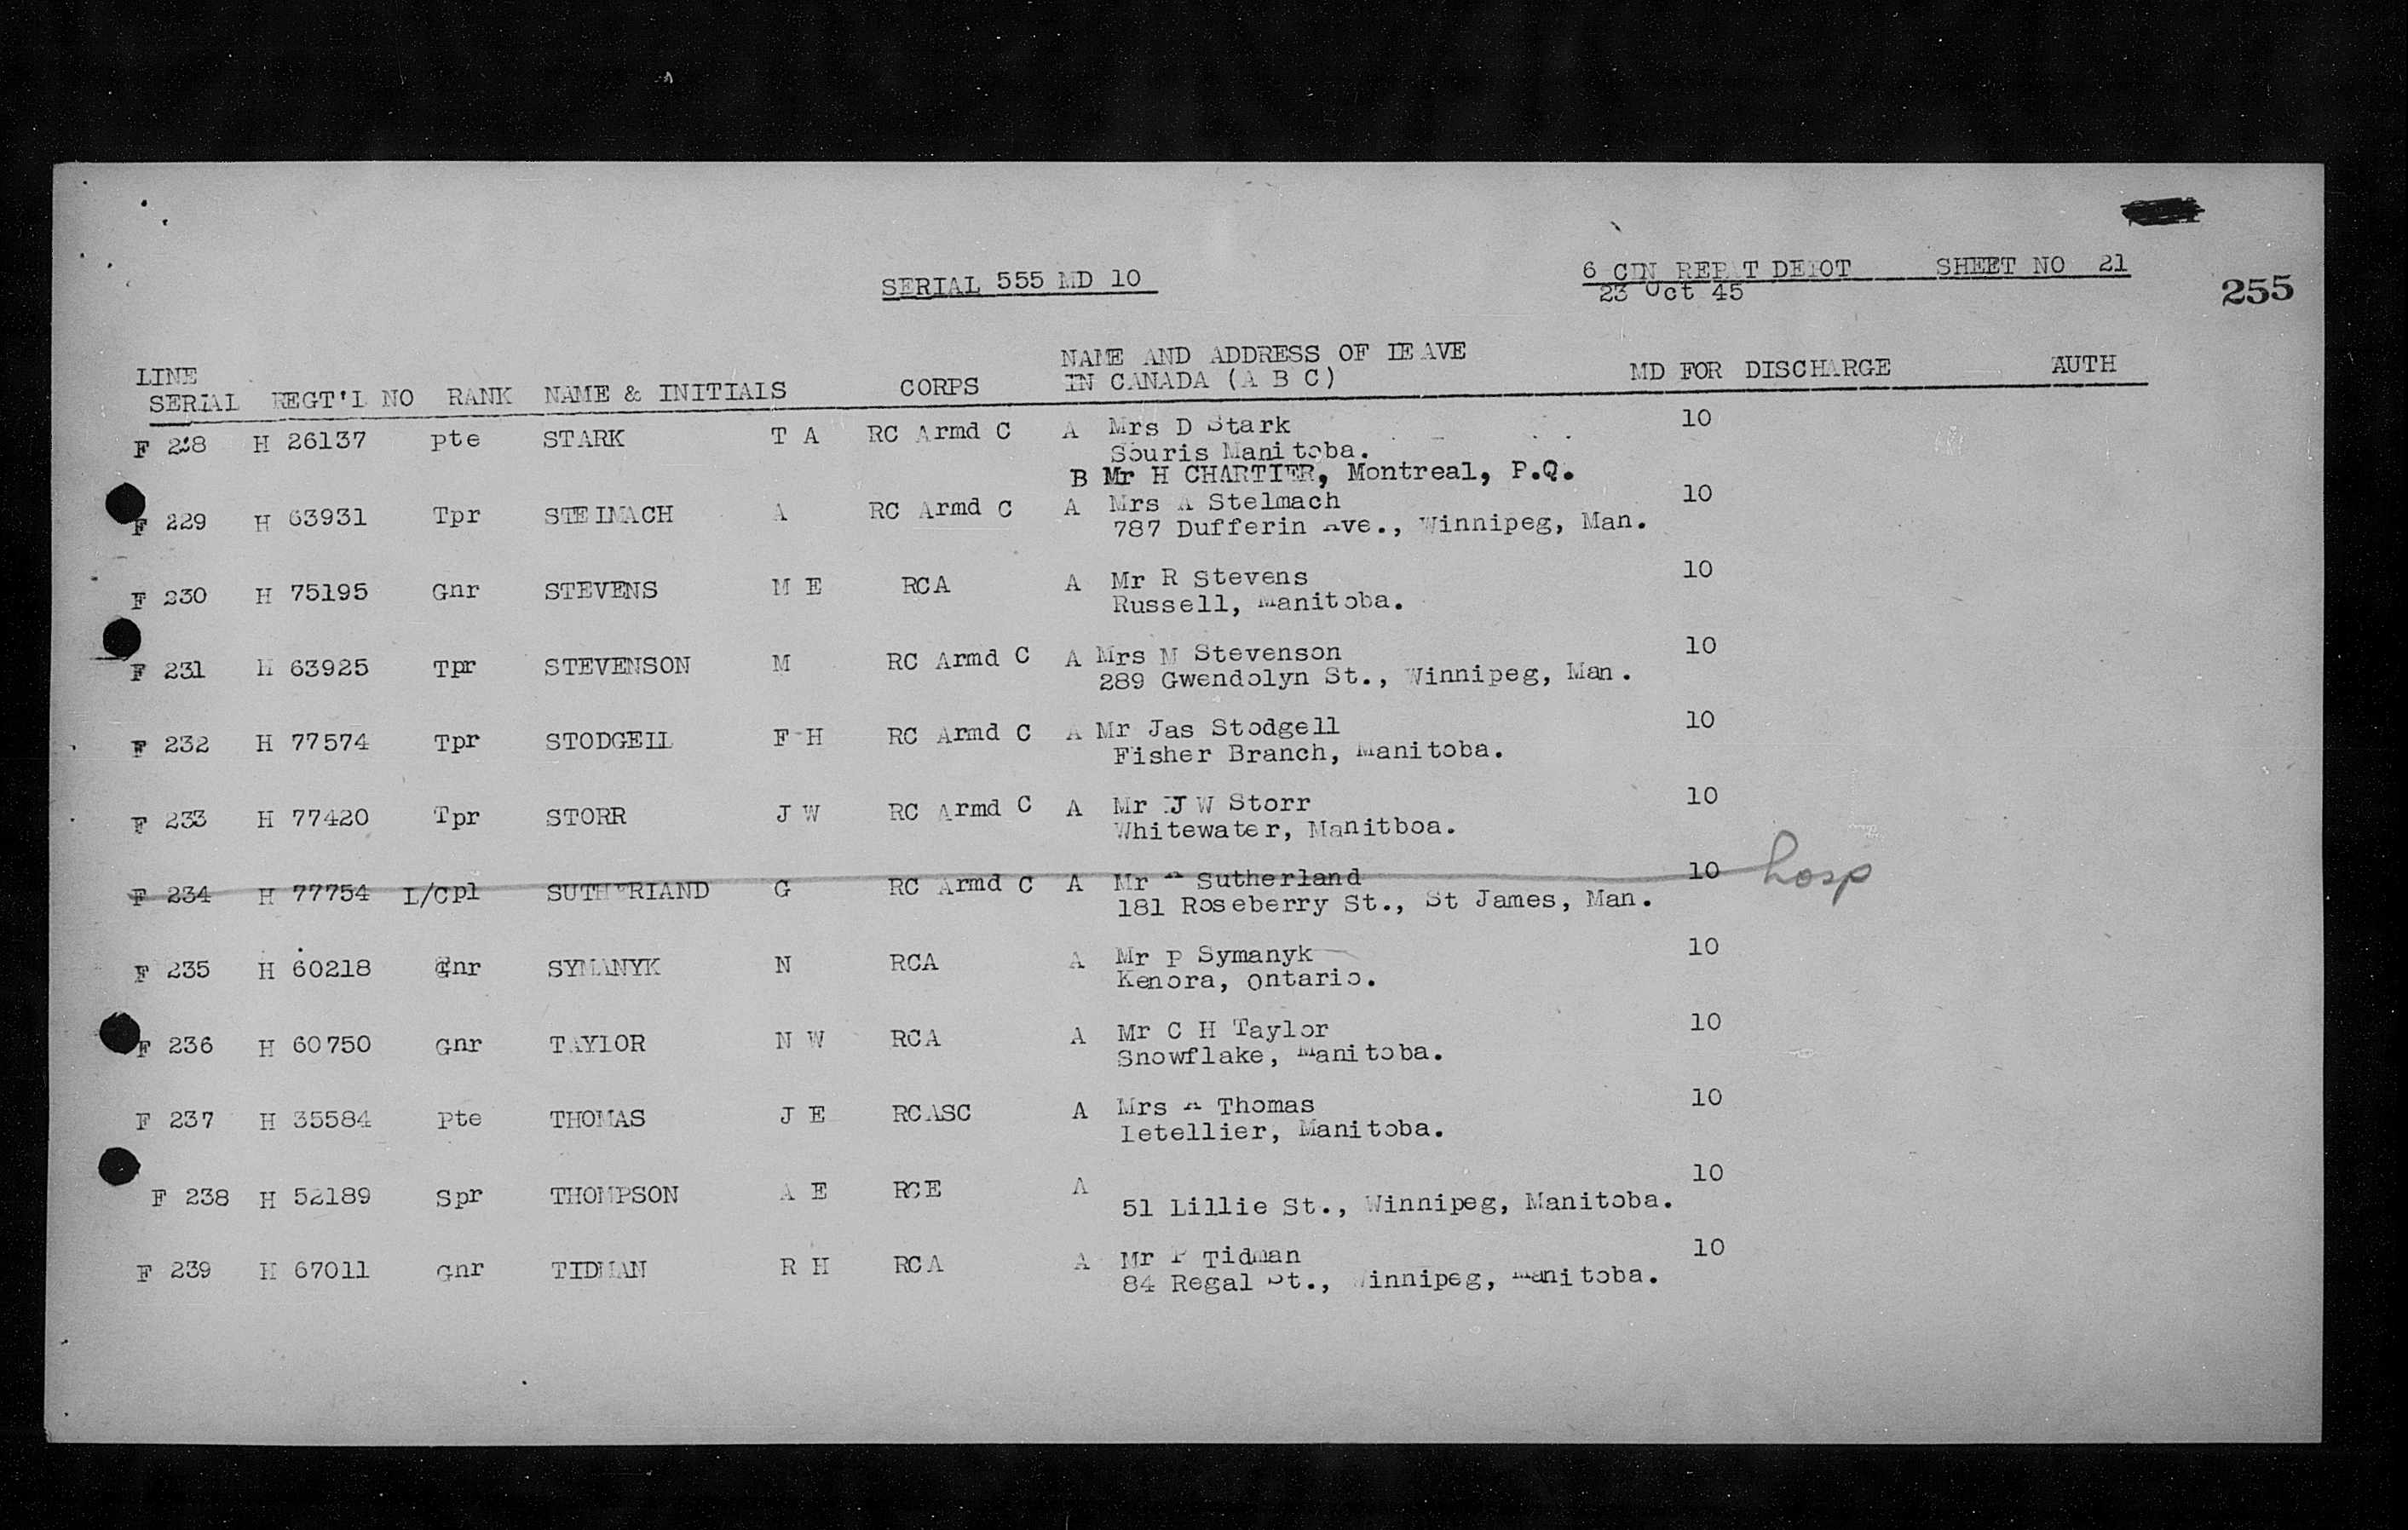 6 CDN REPAT DEPOT SHEET NO 21
SERIAL 555 MD 10
23 Oct 45
255
NAME AND ADDRESS OF LEAVE
LINE
SERIAL REGT'L NO RANK NAME & INITIALS CORPS IN CANADA (A B C) MD FOR DISCHARGE AUTH
F 228 H 26137 pte STARK T A RC Armd C A Mrs D Stark 10
Souris Manitoba.
B Mr H CHARTIER, Montreal, P.Q.
F 229 H 63931 Tpr STELMACH A RC Armd C A Mrs A Stelmach 10
787 Dufferin Ave., Winnipeg, Man.
F 230 H 75195 Gnr STEVENS M E RCA A Mr R Stevens 10
Russell, Manitoba.
F 231 H 63925 Tpr STEVENSON M RC Armd C A Mrs M Stevenson 10
289 Gwendolyn St., Winnipeg, Man.
F 232 H 77574 Tpr STODGELL F H RC Armd C A Mr Jas Stodgell 10
Fisher Branch, Manitoba.
F 233 H 77420 Tpr STORR J W RC Armd C A Mr J W Storr 10
Whitewater, Manitboa.
F 234 H 77754 L/Cpl SUTHERLAND G RC Armd C A Mr A Sutherland 10 hosp
181 Roseberry St., St James, Man.
F 235 H 60218 Gnr SYMANYK N RCA A Mr P Symanyk 10
Kenora, Ontario.
F 236 H 60750 Gnr TAYLOR N W RCA A Mr C H Taylor 10
Snowflake, Manitoba.
F 237 H 35584 Pte THOMAS J E RCASC A Mrs A Thomas 10
Letellier, Manitoba.
F 238 H 52189 Spr THOMPSON A E RCE A 10
51 Lillie St., Winnipeg, Manitoba.
F 239 H 67011 Gnr TIDMAN R H RCA A Mr P Tidman 10
84 Regal St., Winnipeg, Manitoba.